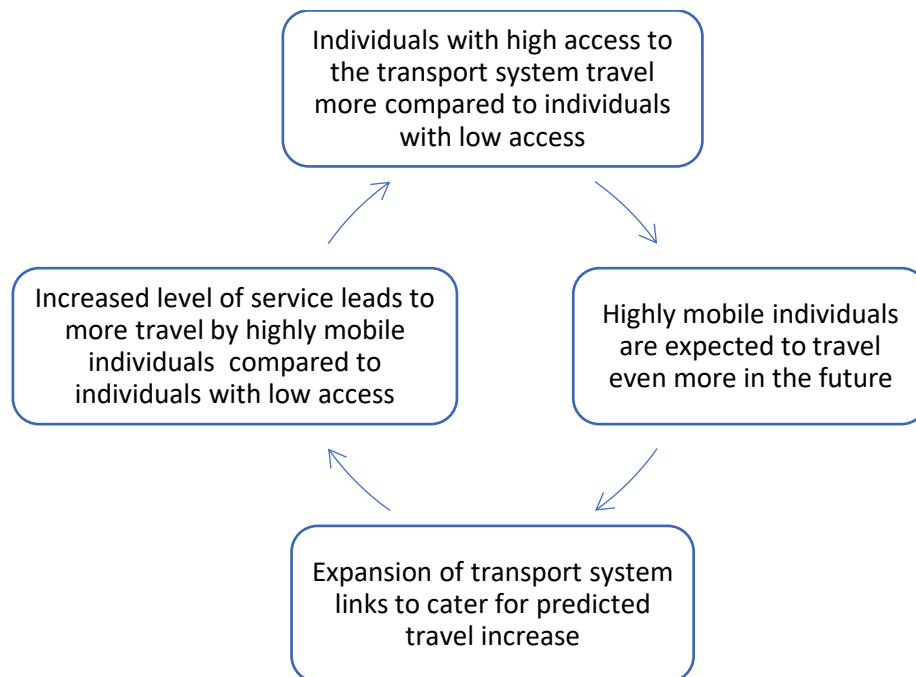 Individuals with high access to
the transport system travel
more compared to individuals
with low access
Highly mobile individuals
are expected to travel
even more in the future
Expansion of transport system
links to cater for predicted
travel increase
Increased level of service leads to
more travel by highly mobile
individuals  compared to
individuals with low access